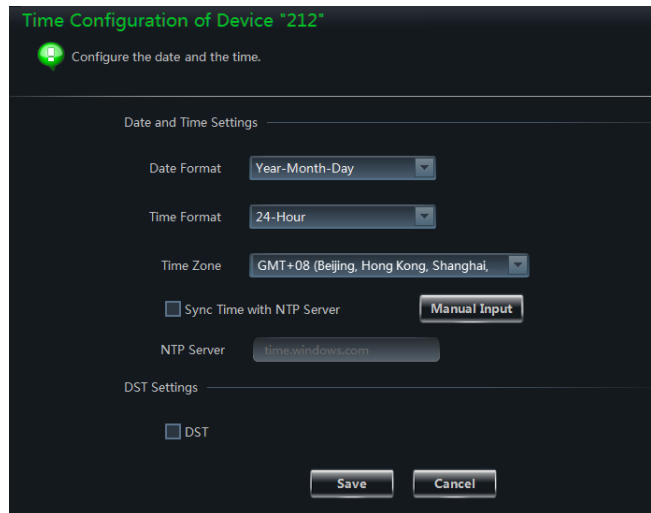 Time Configuration of Device "212"
Configure the date and the time.
Date and Time Settings
Date Format Year-Month-Day
Time Format 24-Hour
Time Zone GMT+08 (Beijing, Hong Kong, Shanghai,
Sync Time with NTP Server Manual Input
NTP Server time.windows.com
DST Settings
DST
Save Cancel